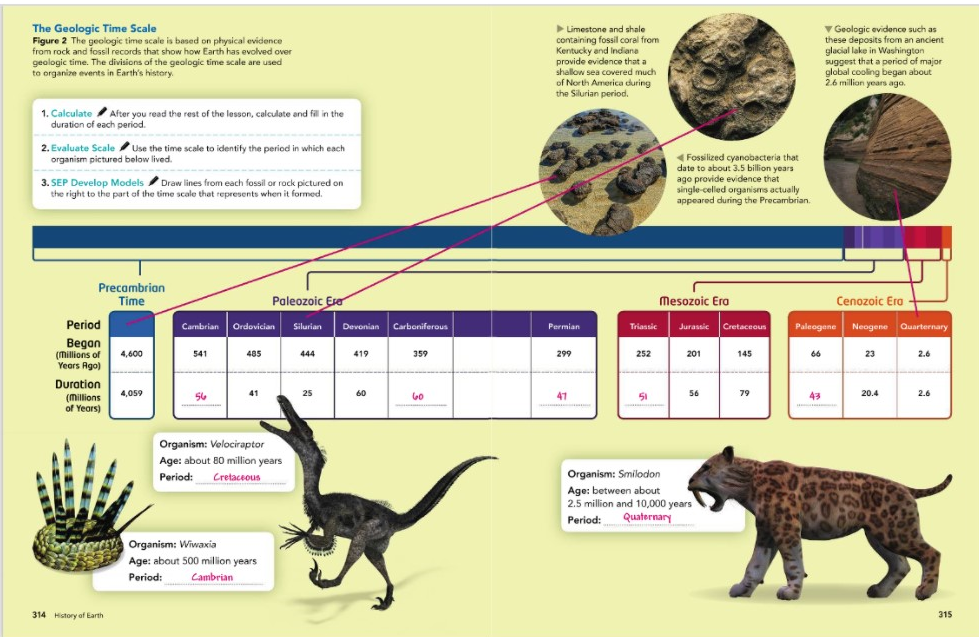 The Geologic Time Scale
Figure 2 The geologic time scale is based on physical evidence
from rock and fossil records that show how Earth has evolved over
geologic time. The divisions of the geologic time scale are used
to organize events in Earth's history.
1. Calculate After you read the rest of the lesson, calculate and fill in the
duration of each period.
2. Evaluate Scale Use the time scale to identify the period in which each
organism pictured below lived.
3. SEP Develop Models Draw lines from each fossil or rock pictured on
the right to the part of the time scale that represents when it formed.
Limestone and shale
containing fossil coral from
Kentucky and Indiana
provide evidence that a
shallow sea covered much
of North America during
the Silurian period.
Fossilized cyanobacteria that
date to about 3.5 billion years
ago provide evidence that
single-celled organisms actually
appeared during the Precambrian.
Geologic evidence such as
these deposits from an ancient
glacial lake in Washington
suggest that a period of major
global cooling began about
2.6 million years ago.
Precambrian
Time
Paleozoic Era
Mesozoic Era
Cenozoic Era
Period
Cambrian Ordovician Silurian Devonian Carboniferous Permian Triassic Jurassic Cretaceous Paleogene Neogene Quarternary
Began
(Millions of
Years Ago)
4,600 541 485 444 419 359 299 252 201 145 66 23 2.6
Duration
(Millions
of Years)
4,059 56 41 25 60 60 47 51 56 79 43 20.4 2.6
Organism: Velociraptor
Age: about 80 million years
Period: Cretaceous
Organism: Wiwaxia
Age: about 500 million years
Period: Cambrian
Organism: Smilodon
Age: between about
2.5 million and 10,000 years
Period: Quaternary
314 History of Earth
315